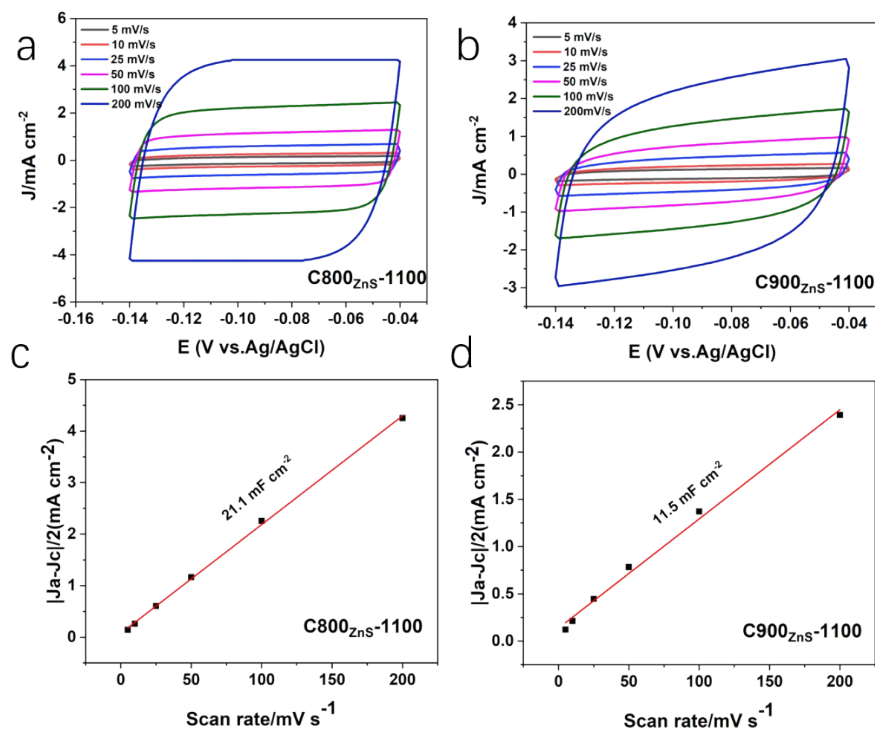 a
6
4
2
0
-2
-4
-6
J/mA cm⁻²
5 mV/s
10 mV/s
25 mV/s
50 mV/s
100 mV/s
200 mV/s
C800ZnS-1100
-0.16 -0.14 -0.12 -0.10 -0.08 -0.06 -0.04
E (V vs.Ag/AgCl)
b
4
3
2
1
0
-1
-2
-3
J/mA cm⁻²
5 mV/s
10 mV/s
25 mV/s
50 mV/s
100 mV/s
200mV/s
C900ZnS-1100
-0.14 -0.12 -0.10 -0.08 -0.06 -0.04
E (V vs.Ag/AgCl)
c
5
4
3
2
1
0
|Ja-Jc|/2(mA cm⁻²)
21.1 mF cm⁻²
C800ZnS-1100
0 50 100 150 200
Scan rate/mV s⁻¹
d
2.5
2.0
1.5
1.0
0.5
0.0
|Ja-Jc|/2(mA cm⁻²)
11.5 mF cm⁻²
C900ZnS-1100
0 50 100 150 200
Scan rate/mV s⁻¹